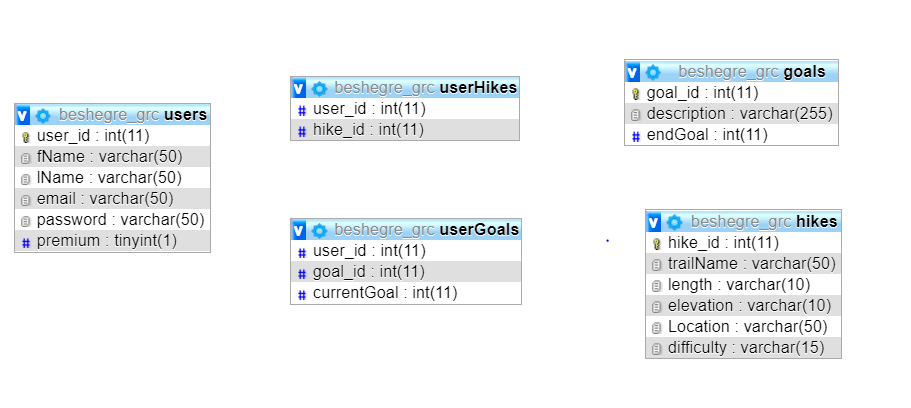 beshegre_grc users
user_id : int(11)
fName : varchar(50)
lName : varchar(50)
email : varchar(50)
password : varchar(50)
premium : tinyint(1)
beshegre_grc userHikes
user_id : int(11)
hike_id : int(11)
beshegre_grc userGoals
user_id : int(11)
goal_id : int(11)
currentGoal : int(11)
beshegre_grc goals
goal_id : int(11)
description : varchar(255)
endGoal : int(11)
beshegre_grc hikes
hike_id : int(11)
trailName : varchar(50)
length : varchar(10)
elevation : varchar(10)
Location : varchar(50)
difficulty : varchar(15)